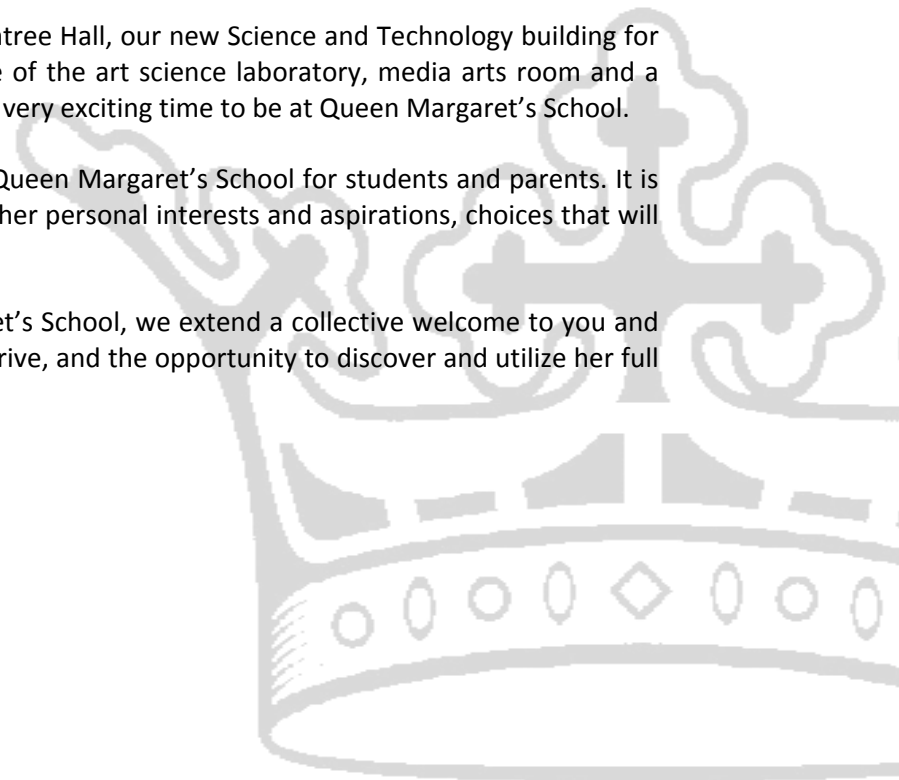 tree Hall, our new Science and Technology building for
of the art science laboratory, media arts room and a
very exciting time to be at Queen Margaret's School.
Queen Margaret's School for students and parents. It is
her personal interests and aspirations, choices that will
et's School, we extend a collective welcome to you and
rive, and the opportunity to discover and utilize her full